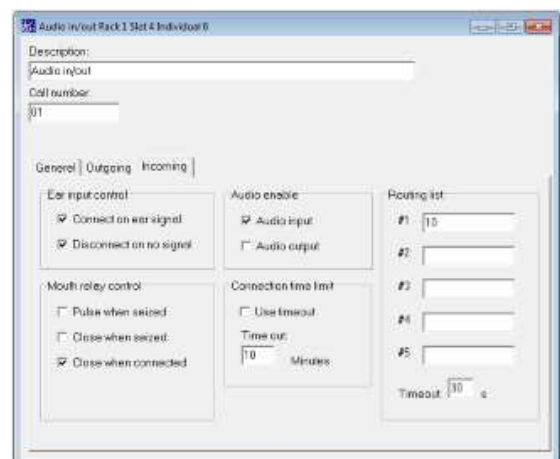 Audio in/out Rack 1 Slot 4 Individual 0
Description:
Audio in/out
Call number:
01
General
Outgoing
Incoming
Ear input control
Connect on ear signal
Disconnect on no signal
Mouth relay control
Pulse when seized
Close when seized
Close when connected
Audio enable
Audio input
Audio output
Connection time limit
Use timeout
Time out:
10 Minutes
Routing list
#1 10
#2
#3
#4
#5
Timeout: 30 s